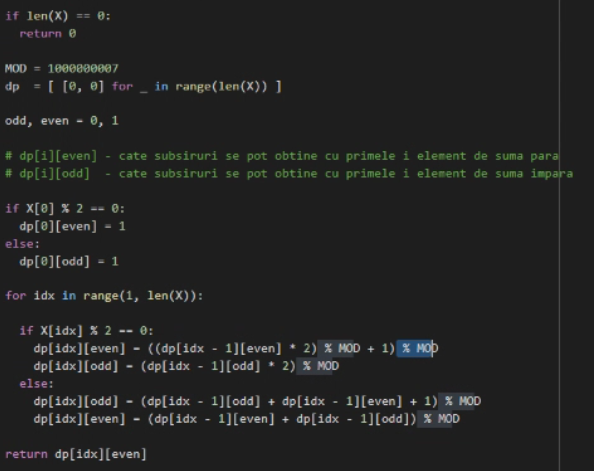 if len(X) == 0:
  return 0
MOD = 1000000007
dp  = [ [0, 0] for _ in range(len(X)) ]
odd, even = 0, 1
# dp[i][even] - cate subsiruri se pot obtine cu primele i element de suma para
# dp[i][odd]  - cate subsiruri se pot obtine cu primele i element de suma impara
if X[0] % 2 == 0:
  dp[0][even] = 1
else:
  dp[0][odd] = 1
for idx in range(1, len(X)):
  if X[idx] % 2 == 0:
    dp[idx][even] = ((dp[idx - 1][even] * 2) % MOD + 1) % MOD
    dp[idx][odd] = (dp[idx - 1][odd] * 2) % MOD
  else:
    dp[idx][odd] = (dp[idx - 1][odd] + dp[idx - 1][even] + 1) % MOD
    dp[idx][even] = (dp[idx - 1][even] + dp[idx - 1][odd]) % MOD
return dp[idx][even]